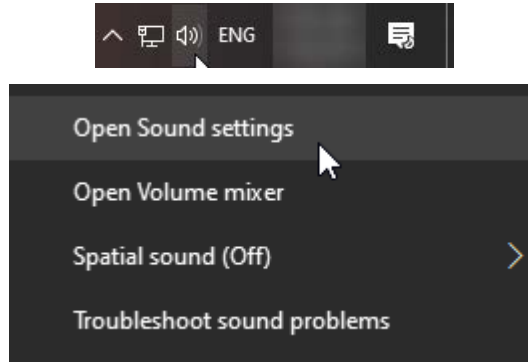 ENG
Open Sound settings
Open Volume mixer
Spatial sound (Off)
Troubleshoot sound problems